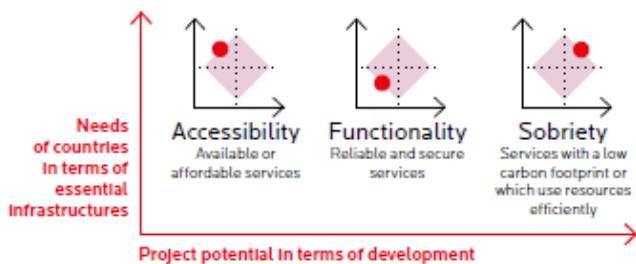 Needs
of countries
in terms of
essential
infrastructures
Accessibility
Available or
affordable services
Functionality
Reliable and secure
services
Sobriety
Services with a low
carbon footprint or
which use resources
efficiently
Project potential in terms of development